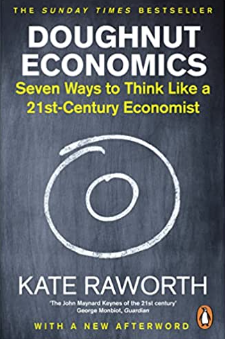 THE SUNDAY TIMES BESTSELLER
DOUGHNUT
ECONOMICS
Seven Ways to Think Like a
21st-Century Economist
KATE RAWORTH
'The John Maynard Keynes of the 21st century'
George Monbiot, Guardian
WITH A NEW AFTERWORD